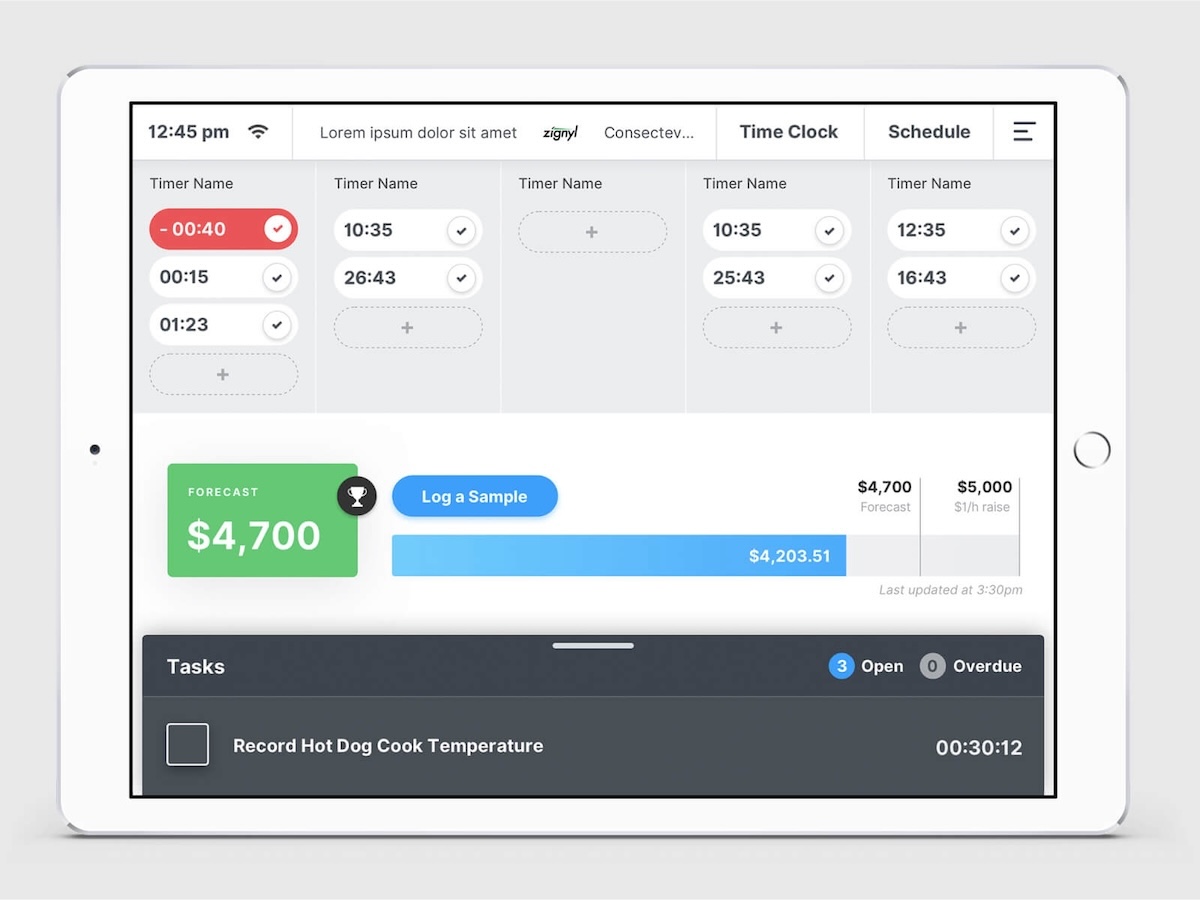 12:45 pm Lorem ipsum dolor sit amet zignyl Consectev... Time Clock Schedule
Timer Name Timer Name Timer Name Timer Name Timer Name
- 00:40 10:35 + 10:35 12:35
00:15 26:43 25:43 16:43
01:23 + + +
+
FORECAST
$4,700
Log a Sample
$4,700 $5,000
Forecast $1/h raise
$4,203.51
Last updated at 3:30pm
Tasks 3 Open 0 Overdue
Record Hot Dog Cook Temperature 00:30:12